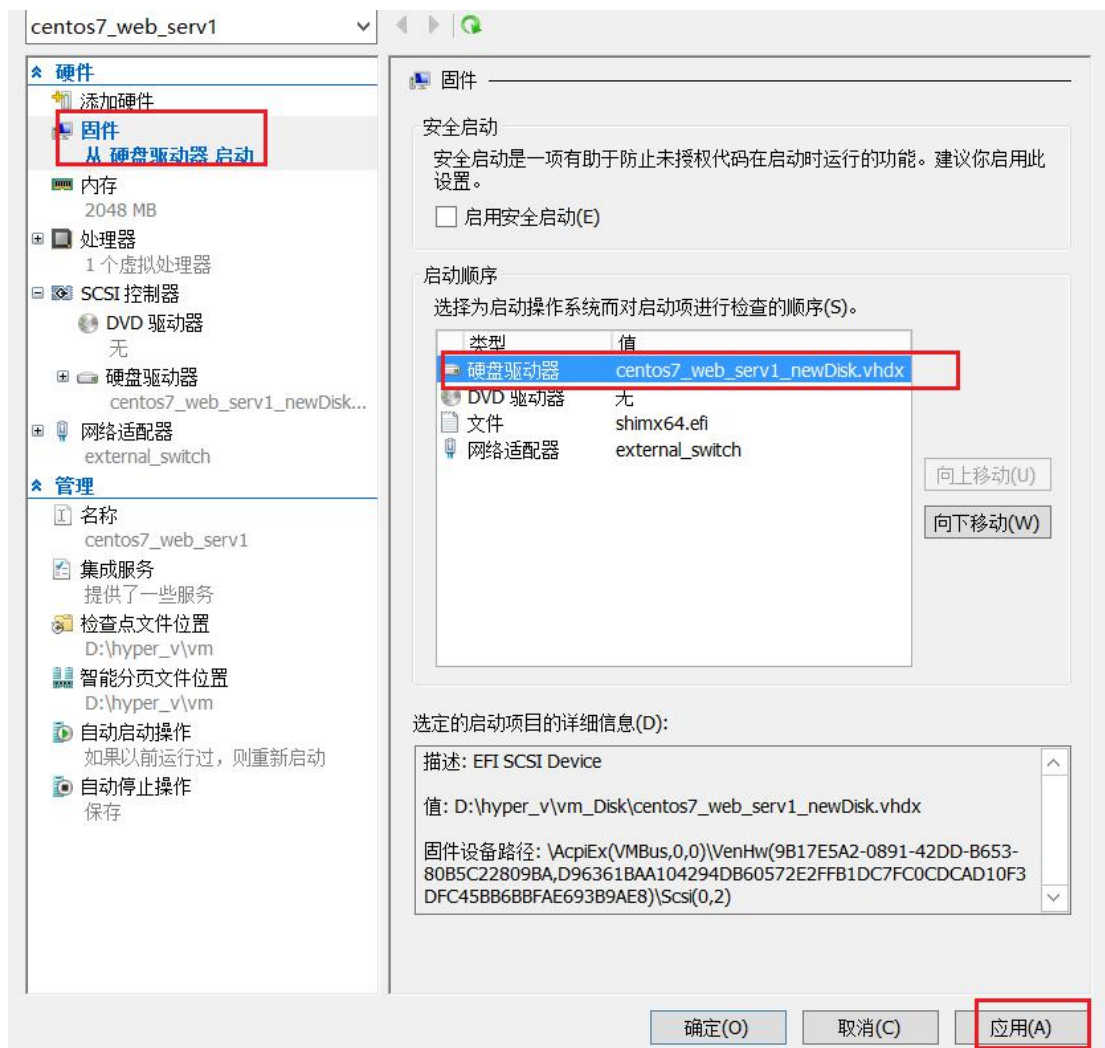 centos7_web_serv1
硬件
添加硬件
固件
从 硬盘驱动器 启动
内存
2048 MB
处理器
1 个虚拟处理器
SCSI 控制器
DVD 驱动器
无
硬盘驱动器
centos7_web_serv1_newDisk...
网络适配器
external_switch
管理
名称
centos7_web_serv1
集成服务
提供了一些服务
检查点文件位置
D:\hyper_v\vm
智能分页文件位置
D:\hyper_v\vm
自动启动操作
如果以前运行过，则重新启动
自动停止操作
保存
固件
安全启动
安全启动是一项有助于防止未授权代码在启动时运行的功能。建议你启用此
设置。
启用安全启动(E)
启动顺序
选择为启动操作系统而对启动项进行检查的顺序(S)。
类型 值
硬盘驱动器 centos7_web_serv1_newDisk.vhdx
DVD 驱动器 无
文件 shimx64.efi
网络适配器 external_switch
向上移动(U)
向下移动(W)
选定的启动项目的详细信息(D):
描述: EFI SCSI Device
值: D:\hyper_v\vm_Disk\centos7_web_serv1_newDisk.vhdx
固件设备路径: \AcpiEx(VMBus,0,0)\VenHw(9B17E5A2-0891-42DD-B653-
80B5C22809BA,D96361BAA104294DB60572E2FFB1DC7FC0CDCAD10F3
DFC45BB6BBFAE693B9AE8)\Scsi(0,2)
确定(O) 取消(C) 应用(A)